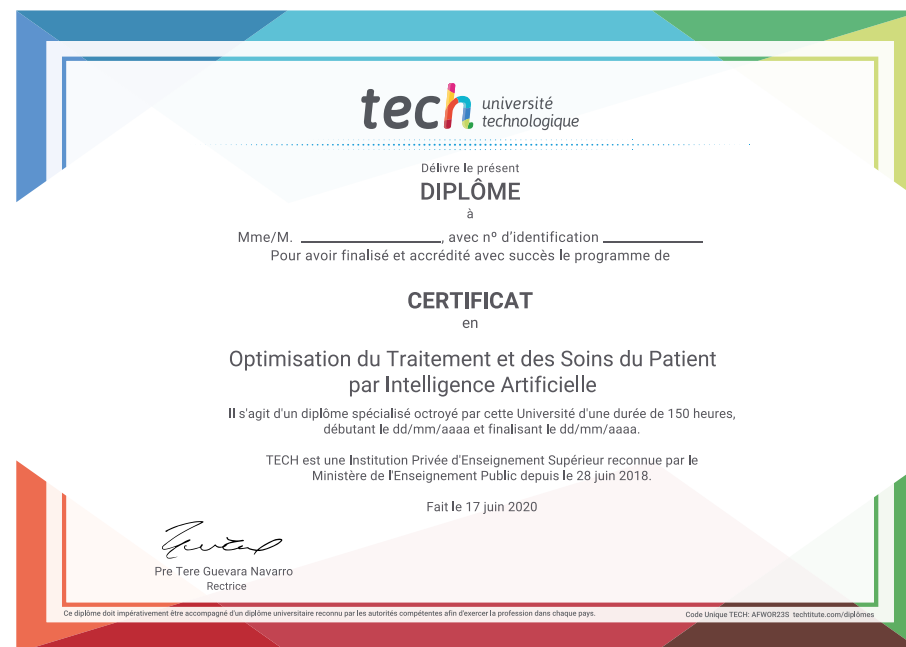 tech université
technologique
Délivre le présent
DIPLÔME
à
Mme/M. ____________________, avec nº d'identification ______________
Pour avoir finalisé et accrédité avec succès le programme de
CERTIFICAT
en
Optimisation du Traitement et des Soins du Patient
par Intelligence Artificielle
Il s'agit d'un diplôme spécialisé octroyé par cette Université d'une durée de 150 heures,
débutant le dd/mm/aaaa et finalisant le dd/mm/aaaa.
TECH est une Institution Privée d'Enseignement Supérieur reconnue par le
Ministère de l'Enseignement Public depuis le 28 juin 2018.
Fait le 17 juin 2020
Pre Tere Guevara Navarro
Rectrice
Ce diplôme doit impérativement être accompagné d'un diplôme universitaire reconnu par les autorités compétentes afin d'exercer la profession dans chaque pays.
Code Unique TECH: AFWOR23S techtitute.com/diplômes